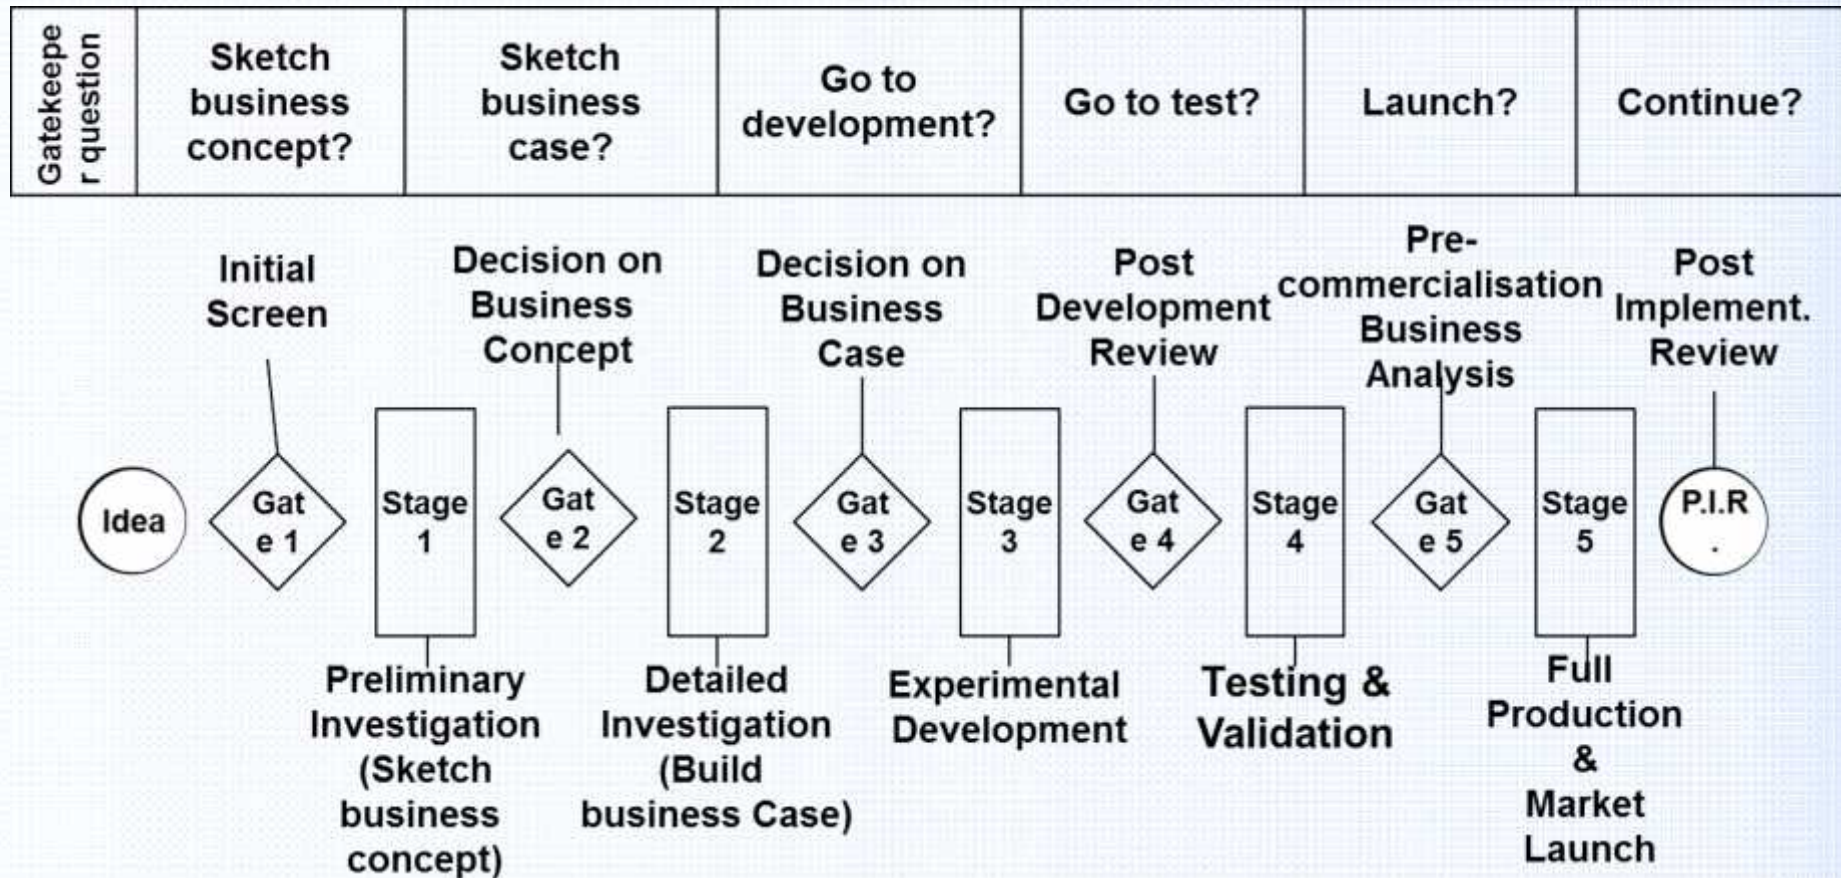 Gatekeepe
r question
Sketch
business
concept?
Sketch
business
case?
Go to
development?
Go to test?
Launch?
Continue?
Initial
Screen
Decision on
Business
Concept
Decision on
Business
Case
Post
Development
Review
Pre-
commercialisation
Business
Analysis
Post
Implement.
Review
Idea
Gat
e 1
Stage
1
Gat
e 2
Stage
2
Gat
e 3
Stage
3
Gat
e 4
Stage
4
Gat
e 5
Stage
5
P.I.R
.
Preliminary
Investigation
(Sketch
business
concept)
Detailed
Investigation
(Build
business Case)
Experimental
Development
Testing &
Validation
Full
Production
&
Market
Launch